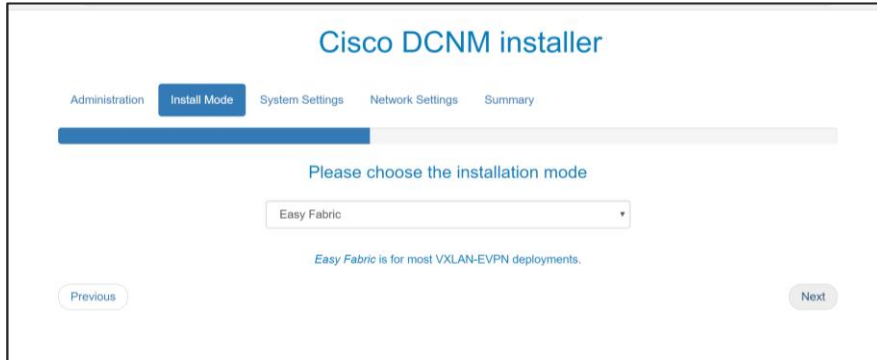 Cisco DCNM installer
Administration Install Mode System Settings Network Settings Summary
Please choose the installation mode
Easy Fabric
Easy Fabric is for most VXLAN-EVPN deployments.
Previous Next